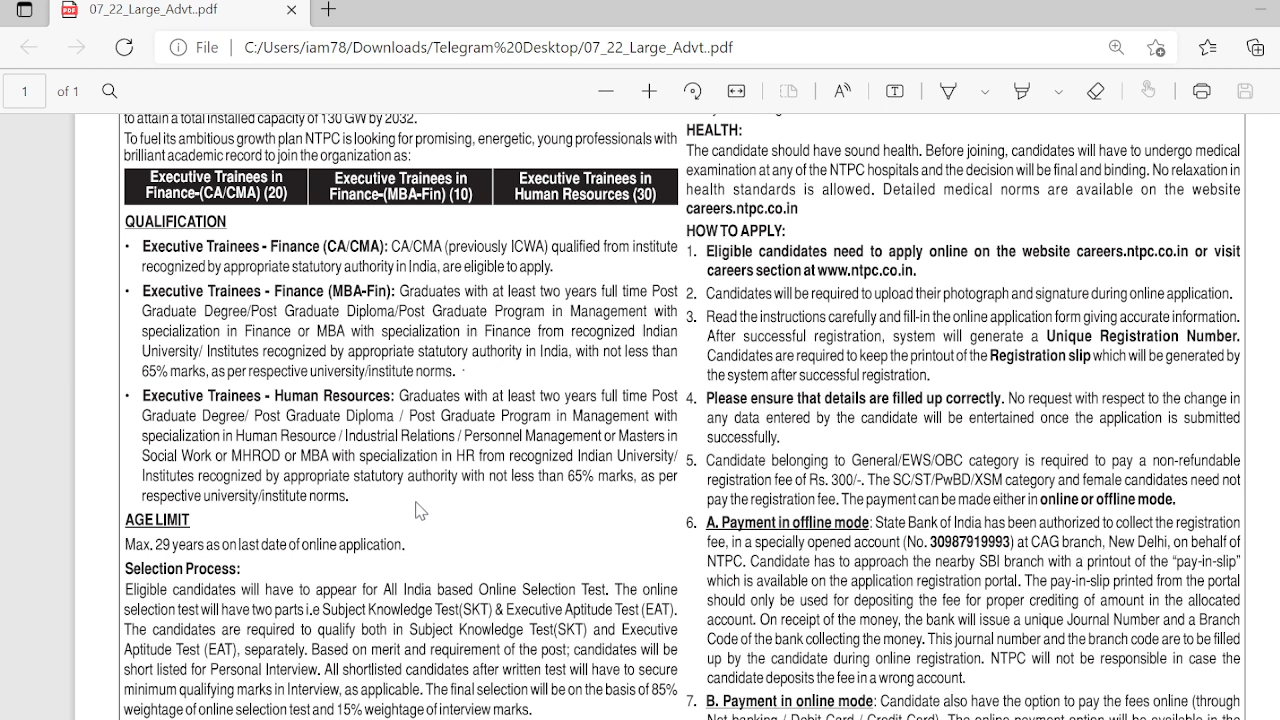 07_22_Large_Advt..pdf
File
C:/Users/iam78/Downloads/Telegram%20Desktop/07_22_Large_Advt..pdf
1 of 1
to attain a total installed capacity of 130 GW by 2032.
To fuel its ambitious growth plan NTPC is looking for promising, energetic, young professionals with
brilliant academic record to join the organization as:
Executive Trainees in
Finance-(CA/CMA) (20)
Executive Trainees in
Finance-(MBA-Fin) (10)
Executive Trainees in
Human Resources (30)
QUALIFICATION
• Executive Trainees - Finance (CA/CMA): CA/CMA (previously ICWA) qualified from institute
recognized by appropriate statutory authority in India, are eligible to apply.
• Executive Trainees - Finance (MBA-Fin): Graduates with at least two years full time Post
Graduate Degree/Post Graduate Diploma/Post Graduate Program in Management with
specialization in Finance or MBA with specialization in Finance from recognized Indian
University/ Institutes recognized by appropriate statutory authority in India, with not less than
65% marks, as per respective university/institute norms.
• Executive Trainees - Human Resources: Graduates with at least two years full time Post
Graduate Degree/ Post Graduate Diploma / Post Graduate Program in Management with
specialization in Human Resource / Industrial Relations / Personnel Management or Masters in
Social Work or MHROD or MBA with specialization in HR from recognized Indian University/
Institutes recognized by appropriate statutory authority with not less than 65% marks, as per
respective university/institute norms.
AGE LIMIT
Max. 29 years as on last date of online application.
Selection Process:
Eligible candidates will have to appear for All India based Online Selection Test. The online
selection test will have two parts i.e Subject Knowledge Test(SKT) & Executive Aptitude Test (EAT).
The candidates are required to qualify both in Subject Knowledge Test(SKT) and Executive
Aptitude Test (EAT), separately. Based on merit and requirement of the post; candidates will be
short listed for Personal Interview. All shortlisted candidates after written test will have to secure
minimum qualifying marks in Interview, as applicable. The final selection will be on the basis of 85%
weightage of online selection test and 15% weightage of interview marks.
HEALTH:
The candidate should have sound health. Before joining, candidates will have to undergo medical
examination at any of the NTPC hospitals and the decision will be final and binding. No relaxation in
health standards is allowed. Detailed medical norms are available on the website
careers.ntpc.co.in
HOW TO APPLY:
1. Eligible candidates need to apply online on the website careers.ntpc.co.in or visit
careers section at www.ntpc.co.in.
2. Candidates will be required to upload their photograph and signature during online application.
3. Read the instructions carefully and fill-in the online application form giving accurate information.
After successful registration, system will generate a Unique Registration Number.
Candidates are required to keep the printout of the Registration slip which will be generated by
the system after successful registration.
4. Please ensure that details are filled up correctly. No request with respect to the change in
any data entered by the candidate will be entertained once the application is submitted
successfully.
5. Candidate belonging to General/EWS/OBC category is required to pay a non-refundable
registration fee of Rs. 300/-. The SC/ST/PwBD/XSM category and female candidates need not
pay the registration fee. The payment can be made either in online or offline mode.
6. A. Payment in offline mode: State Bank of India has been authorized to collect the registration
fee, in a specially opened account (No. 30987919993) at CAG branch, New Delhi, on behalf of
NTPC. Candidate has to approach the nearby SBI branch with a printout of the "pay-in-slip"
which is available on the application registration portal. The pay-in-slip printed from the portal
should only be used for depositing the fee for proper crediting of amount in the allocated
account. On receipt of the money, the bank will issue a unique Journal Number and a Branch
Code of the bank collecting the money. This journal number and the branch code are to be filled
up by the candidate during online registration. NTPC will not be responsible in case the
candidate deposits the fee in a wrong account.
7. B. Payment in online mode: Candidate also have the option to pay the fees online (through
Net banking / Debit Card / Credit Card). The online payment option will be available in the